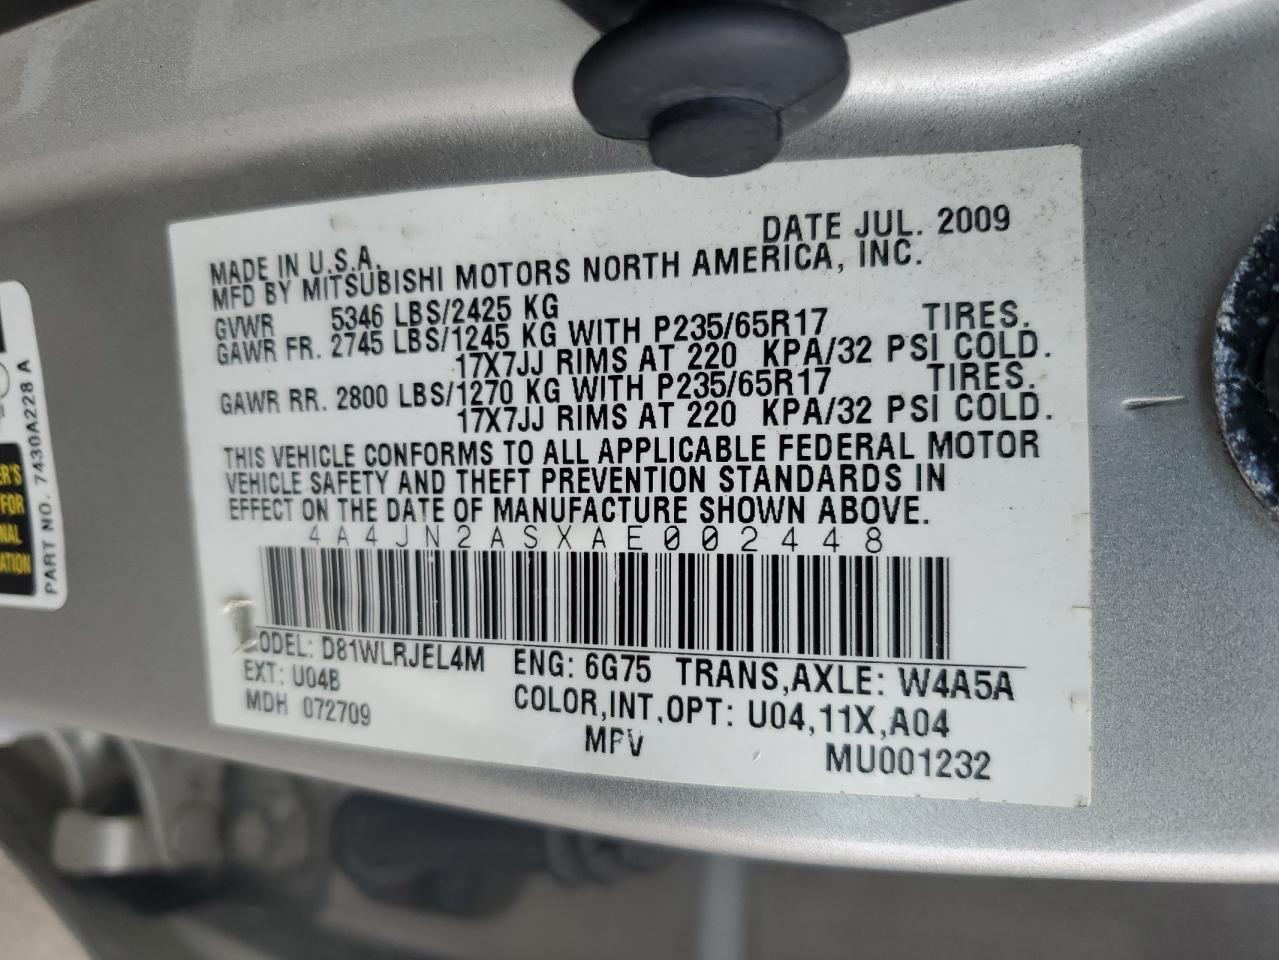 DATE JUL. 2009
MADE IN U.S.A.
MFD BY MITSUBISHI MOTORS NORTH AMERICA, INC.
GVWR 5346 LBS/2425 KG
GAWR FR. 2745 LBS/1245 KG WITH P235/65R17 TIRES.
17X7JJ RIMS AT 220 KPA/32 PSI COLD.
GAWR RR. 2800 LBS/1270 KG WITH P235/65R17 TIRES.
17X7JJ RIMS AT 220 KPA/32 PSI COLD.
THIS VEHICLE CONFORMS TO ALL APPLICABLE FEDERAL MOTOR
VEHICLE SAFETY AND THEFT PREVENTION STANDARDS IN
EFFECT ON THE DATE OF MANUFACTURE SHOWN ABOVE.
4A4JN2ASXAE002448
ODEL: D81WLRJEL4M ENG: 6G75 TRANS,AXLE: W4A5A
EXT: U04B COLOR,INT.OPT: U04,11X,A04
MDH 072709 MPV MU001232
PART NO. 7430A228 A
ER'S
FOR
NAL
ATION